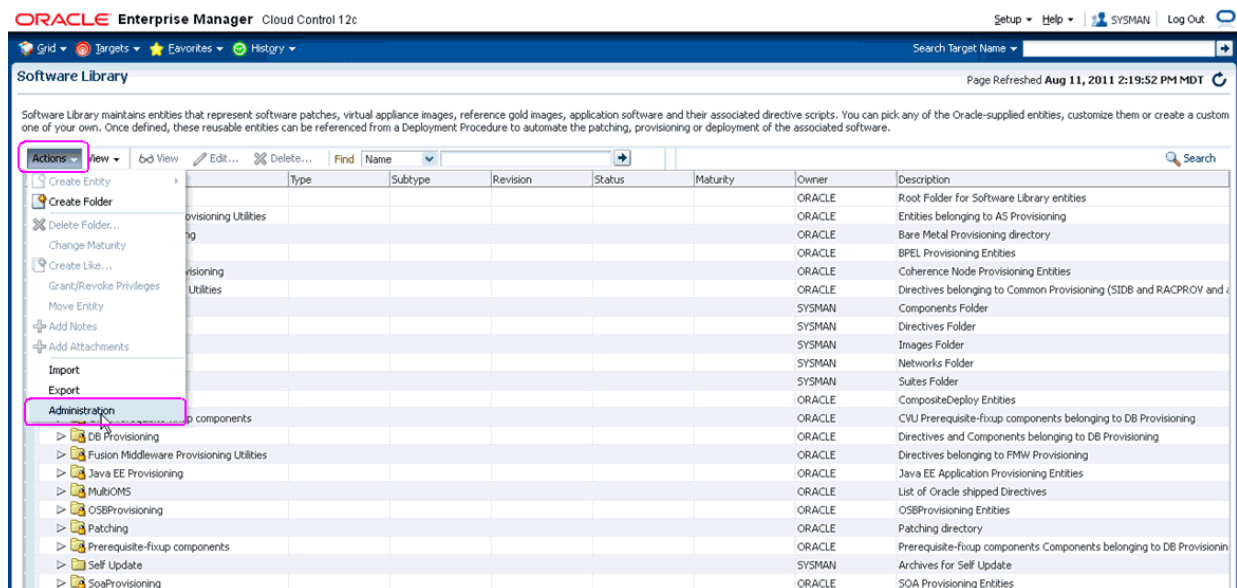 ORACLE Enterprise Manager Cloud Control 12c
Setup Help SYSMAN Log Out
Grid Targets Favorites History Search Target Name
Software Library
Page Refreshed Aug 11, 2011 2:19:52 PM MDT
Software Library maintains entities that represent software patches, virtual appliance images, reference gold images, application software and their associated directive scripts. You can pick any of the Oracle-supplied entities, customize them or create a custom
one of your own. Once defined, these reusable entities can be referenced from a Deployment Procedure to automate the patching, provisioning or deployment of the associated software.
Actions View View Edit... Delete... Find Name Search
Create Entity Type Subtype Revision Status Maturity Owner Description
Create Folder ORACLE Root Folder for Software Library entities
ovisioning Utilities ORACLE Entities belonging to AS Provisioning
Delete Folder...
ng ORACLE Bare Metal Provisioning directory
Change Maturity ORACLE BPEL Provisioning Entities
Create Like... visioning ORACLE Coherence Node Provisioning Entities
Grant/Revoke Privileges Utilities ORACLE Directives belonging to Common Provisioning (SIDB and RACPROV and
Move Entity SYSMAN Components Folder
Add Notes SYSMAN Directives Folder
Add Attachments SYSMAN Images Folder
Import SYSMAN Networks Folder
Export SYSMAN Suites Folder
Administration ORACLE CompositeDeploy Entities
components ORACLE CVU Prerequisite-fixup components belonging to DB Provisioning
DB Provisioning ORACLE Directives and Components belonging to DB Provisioning
Fusion Middleware Provisioning Utilities ORACLE Directives belonging to FMW Provisioning
Java EE Provisioning ORACLE Java EE Application Provisioning Entities
MultiOMS ORACLE List of Oracle shipped Directives
OSBProvisioning ORACLE OSBProvisioning Entities
Patching ORACLE Patching directory
Prerequisite-fixup components ORACLE Prerequisite-fixup components Components belonging to DB Provisionin
Self Update SYSMAN Archives for Self Update
SoaProvisioning ORACLE SOA Provisioning Entities